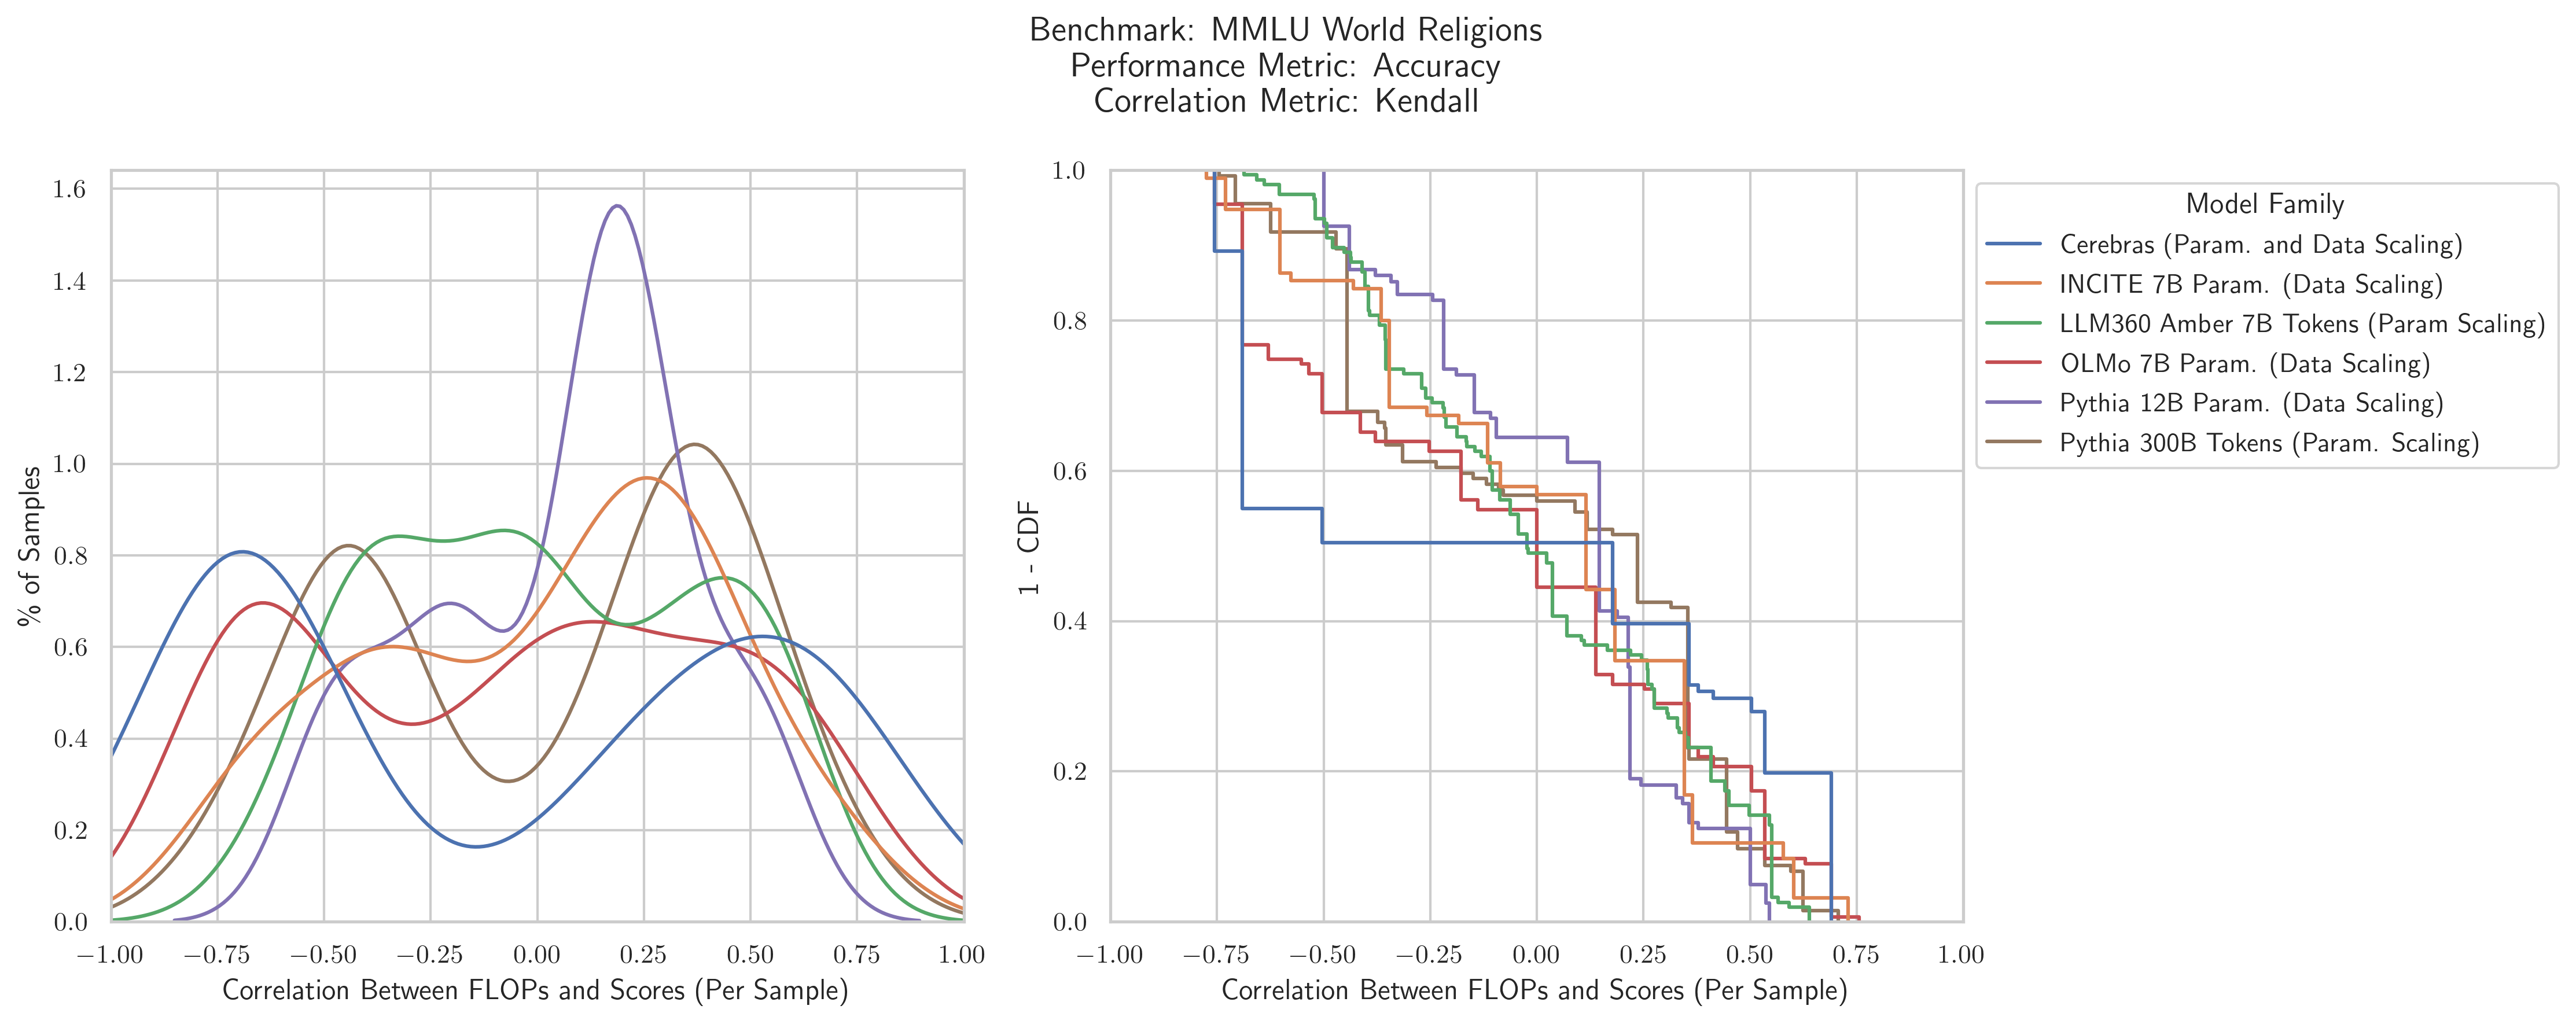 Benchmark: MMLU World Religions
Performance Metric: Accuracy
Correlation Metric: Kendall
% of Samples
1.6
1.4
1.2
1.0
0.8
0.6
0.4
0.2
0.0
−1.00 −0.75 −0.50 −0.25 0.00 0.25 0.50 0.75 1.00
Correlation Between FLOPs and Scores (Per Sample)
1 - CDF
1.0
0.8
0.6
0.4
0.2
0.0
−1.00 −0.75 −0.50 −0.25 0.00 0.25 0.50 0.75 1.00
Correlation Between FLOPs and Scores (Per Sample)
Model Family
Cerebras (Param. and Data Scaling)
INCITE 7B Param. (Data Scaling)
LLM360 Amber 7B Tokens (Param Scaling)
OLMo 7B Param. (Data Scaling)
Pythia 12B Param. (Data Scaling)
Pythia 300B Tokens (Param. Scaling)